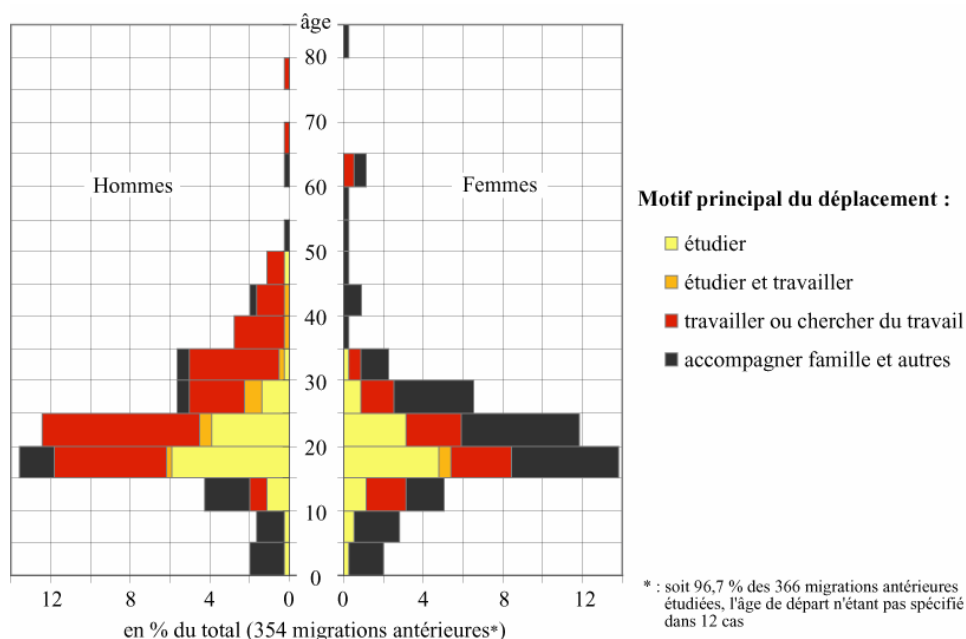 âge
80
70
Hommes
60
Femmes
50
40
30
20
10
0
12
8
4
0
0
4
8
12
en % du total (354 migrations antérieures*)
Motif principal du déplacement :
étudier
étudier et travailler
travailler ou chercher du travail
accompagner famille et autres
* : soit 96,7 % des 366 migrations antérieures
étudiées, l'âge de départ n'étant pas spécifié
dans 12 cas